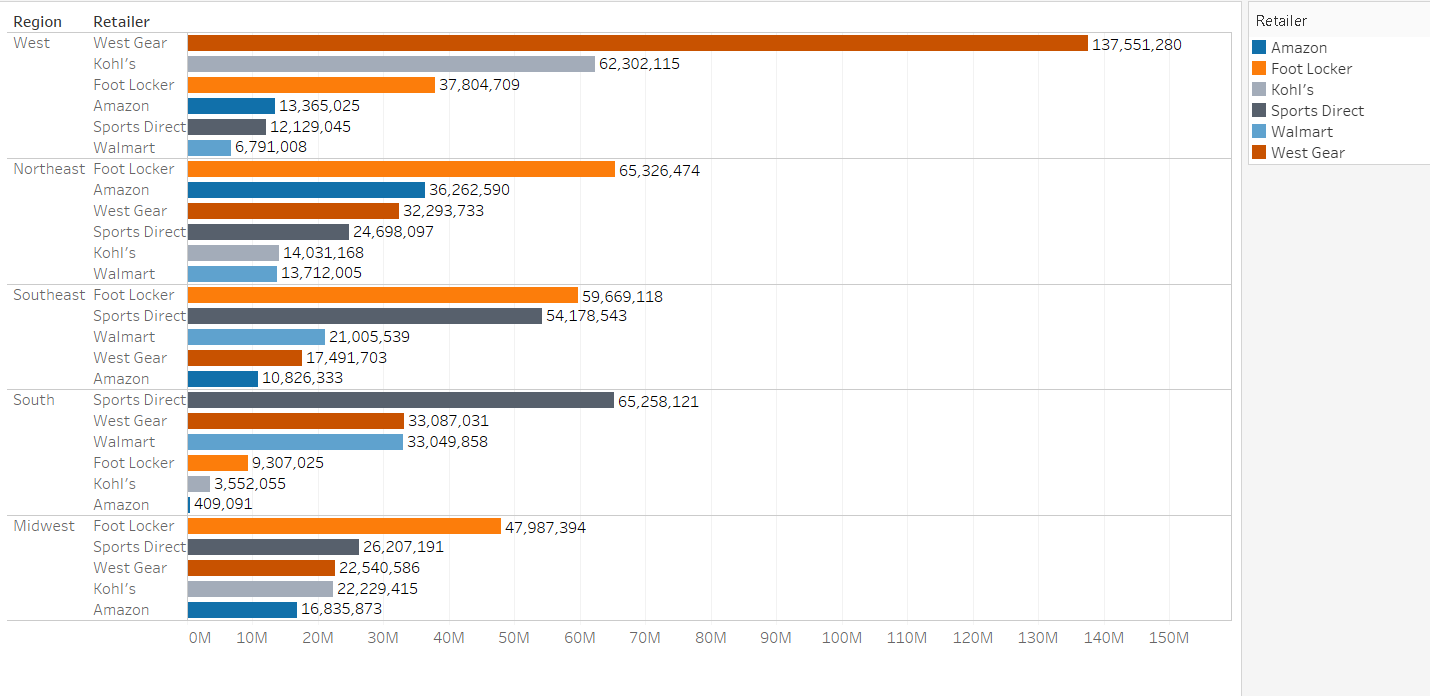 Region Retailer
West West Gear 137,551,280
Kohl's 62,302,115
Foot Locker 37,804,709
Amazon 13,365,025
Sports Direct 12,129,045
Walmart 6,791,008
Northeast Foot Locker 65,326,474
Amazon 36,262,590
West Gear 32,293,733
Sports Direct 24,698,097
Kohl's 14,031,168
Walmart 13,712,005
Southeast Foot Locker 59,669,118
Sports Direct 54,178,543
Walmart 21,005,539
West Gear 17,491,703
Amazon 10,826,333
South Sports Direct 65,258,121
West Gear 33,087,031
Walmart 33,049,858
Foot Locker 9,307,025
Kohl's 3,552,055
Amazon 409,091
Midwest Foot Locker 47,987,394
Sports Direct 26,207,191
West Gear 22,540,586
Kohl's 22,229,415
Amazon 16,835,873
0M 10M 20M 30M 40M 50M 60M 70M 80M 90M 100M 110M 120M 130M 140M 150M
Retailer
Amazon
Foot Locker
Kohl's
Sports Direct
Walmart
West Gear